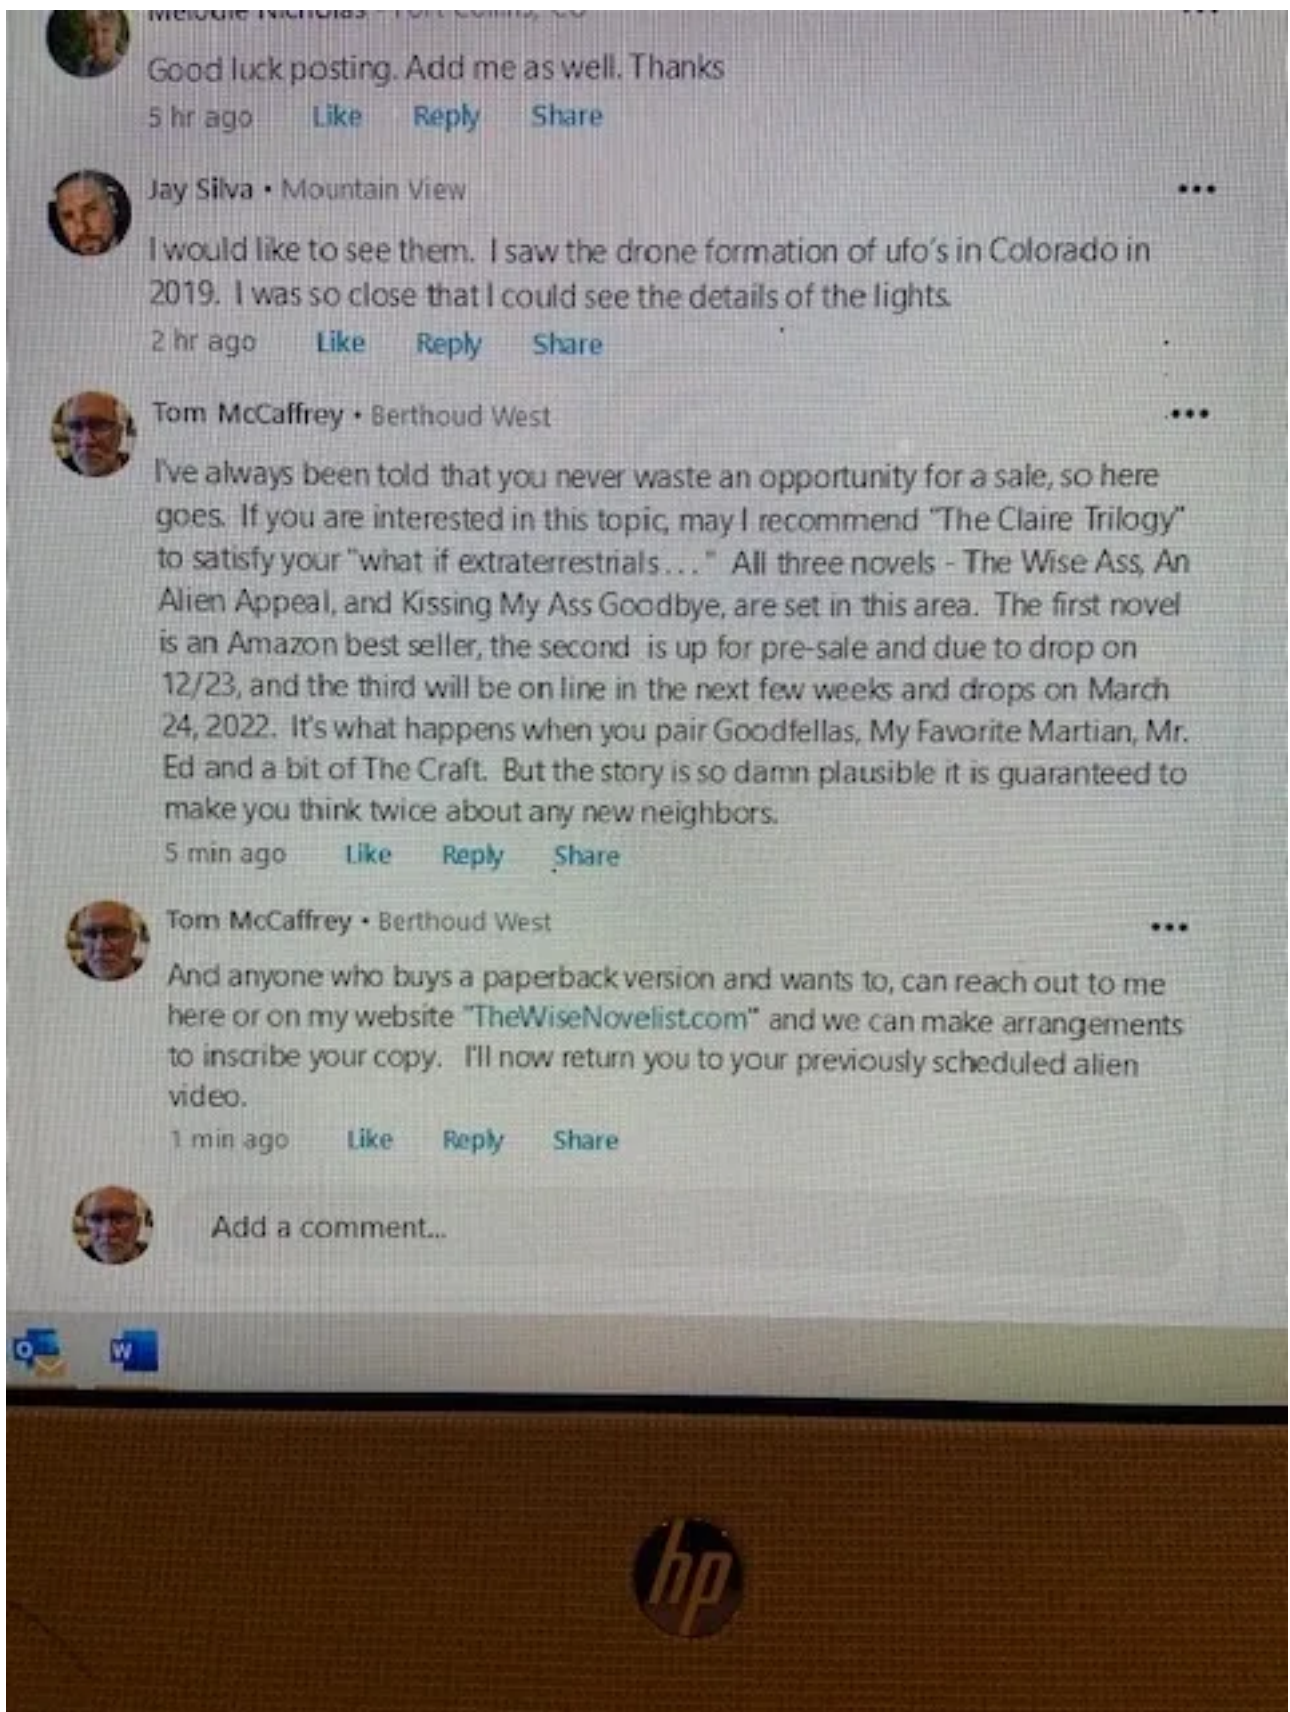 Melodie Nicholas • Fort Collins, CO
Good luck posting. Add me as well. Thanks
5 hr ago Like Reply Share
Jay Silva • Mountain View
I would like to see them. I saw the drone formation of ufo's in Colorado in
2019. I was so close that I could see the details of the lights.
2 hr ago Like Reply Share
Tom McCaffrey • Berthoud West
I've always been told that you never waste an opportunity for a sale, so here
goes. If you are interested in this topic, may I recommend "The Claire Trilogy"
to satisfy your "what if extraterrestrials..." All three novels - The Wise Ass, An
Alien Appeal, and Kissing My Ass Goodbye, are set in this area. The first novel
is an Amazon best seller, the second is up for pre-sale and due to drop on
12/23, and the third will be on line in the next few weeks and drops on March
24, 2022. It's what happens when you pair Goodfellas, My Favorite Martian, Mr.
Ed and a bit of The Craft. But the story is so damn plausible it is guaranteed to
make you think twice about any new neighbors.
5 min ago Like Reply Share
Tom McCaffrey • Berthoud West
And anyone who buys a paperback version and wants to, can reach out to me
here or on my website "TheWiseNovelist.com" and we can make arrangements
to inscribe your copy. I'll now return you to your previously scheduled alien
video.
1 min ago Like Reply Share
Add a comment...
O W
hp